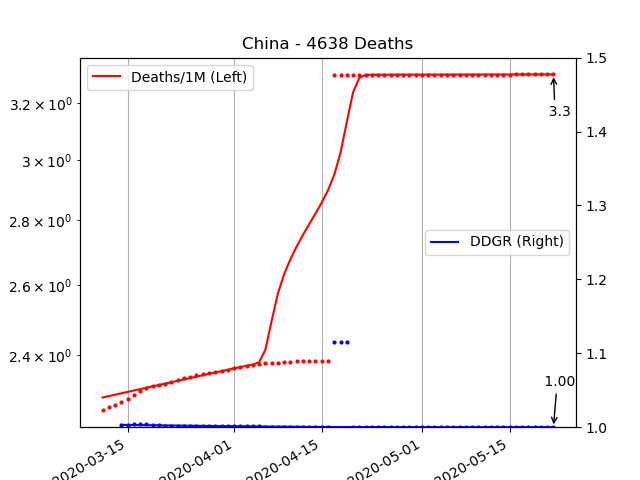 China - 4638 Deaths
Deaths/1M (Left)
DDGR (Right)
3.2 × 10⁰
3 × 10⁰
2.8 × 10⁰
2.6 × 10⁰
2.4 × 10⁰
1.5
1.4
1.3
1.2
1.1
1.0
3.3
1.00
2020-03-15
2020-04-01
2020-04-15
2020-05-01
2020-05-15